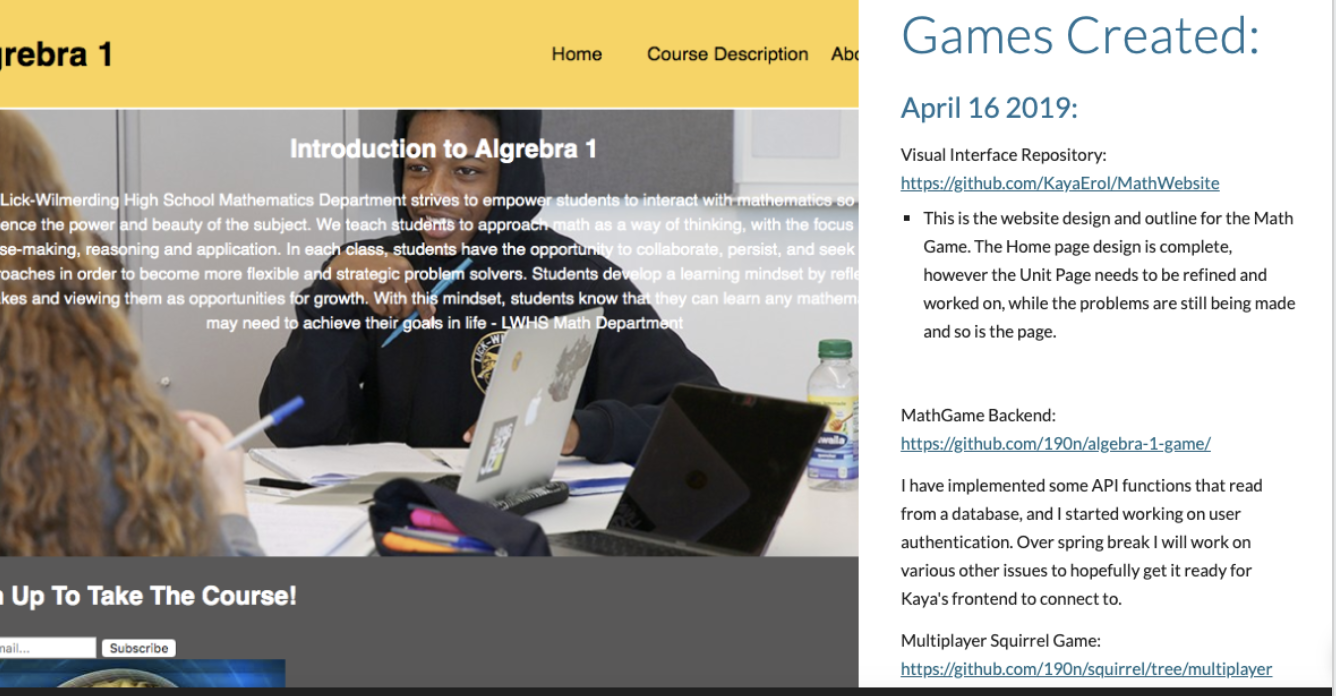 grebra 1
Home Course Description Abo
Introduction to Algrebra 1
Lick-Wilmerding High School Mathematics Department strives to empower students to interact with mathematics so
ence the power and beauty of the subject. We teach students to approach math as a way of thinking, with the focus
se-making, reasoning and application. In each class, students have the opportunity to collaborate, persist, and seek
roaches in order to become more flexible and strategic problem solvers. Students develop a learning mindset by refle
kes and viewing them as opportunities for growth. With this mindset, students know that they can learn any mathem
may need to achieve their goals in life - LWHS Math Department
LICK-WI
Up To Take The Course!
mail...
Subscribe
Games Created:
April 16 2019:
Visual Interface Repository:
https://github.com/KayaErol/MathWebsite
▪ This is the website design and outline for the Math
Game. The Home page design is complete,
however the Unit Page needs to be refined and
worked on, while the problems are still being made
and so is the page.
MathGame Backend:
https://github.com/190n/algebra-1-game/
I have implemented some API functions that read
from a database, and I started working on user
authentication. Over spring break I will work on
various other issues to hopefully get it ready for
Kaya's frontend to connect to.
Multiplayer Squirrel Game:
https://github.com/190n/squirrel/tree/multiplayer